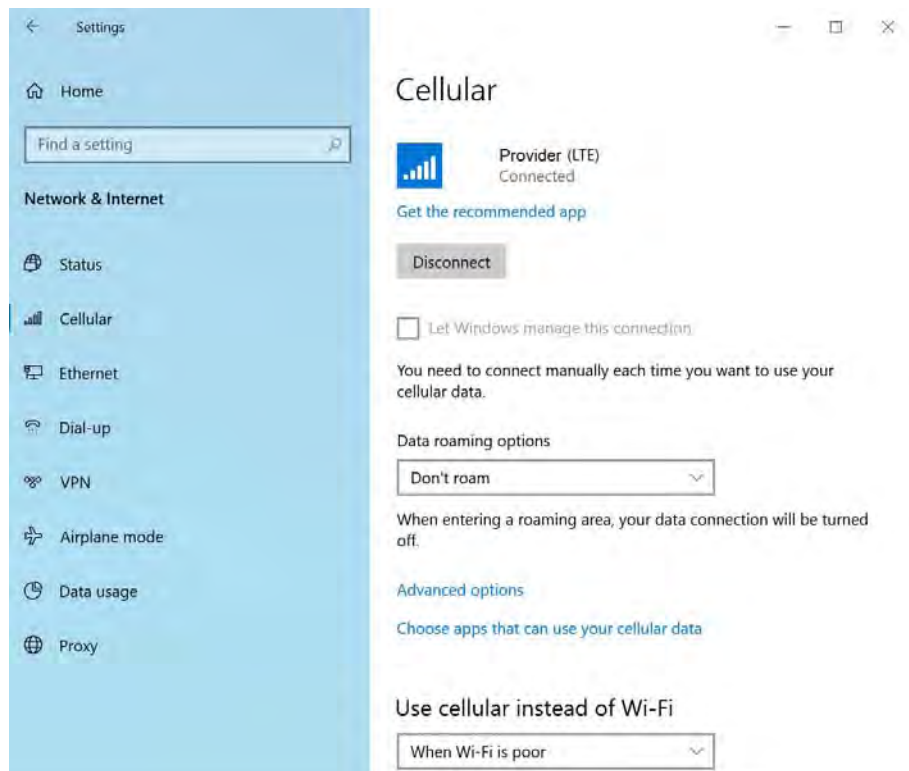 Settings
Home
Find a setting
Network & Internet
Status
Cellular
Ethernet
Dial-up
VPN
Airplane mode
Data usage
Proxy
Cellular
Provider (LTE)
Connected
Get the recommended app
Disconnect
Let Windows manage this connection
You need to connect manually each time you want to use your
cellular data.
Data roaming options
Don't roam
When entering a roaming area, your data connection will be turned
off.
Advanced options
Choose apps that can use your cellular data
Use cellular instead of Wi-Fi
When Wi-Fi is poor